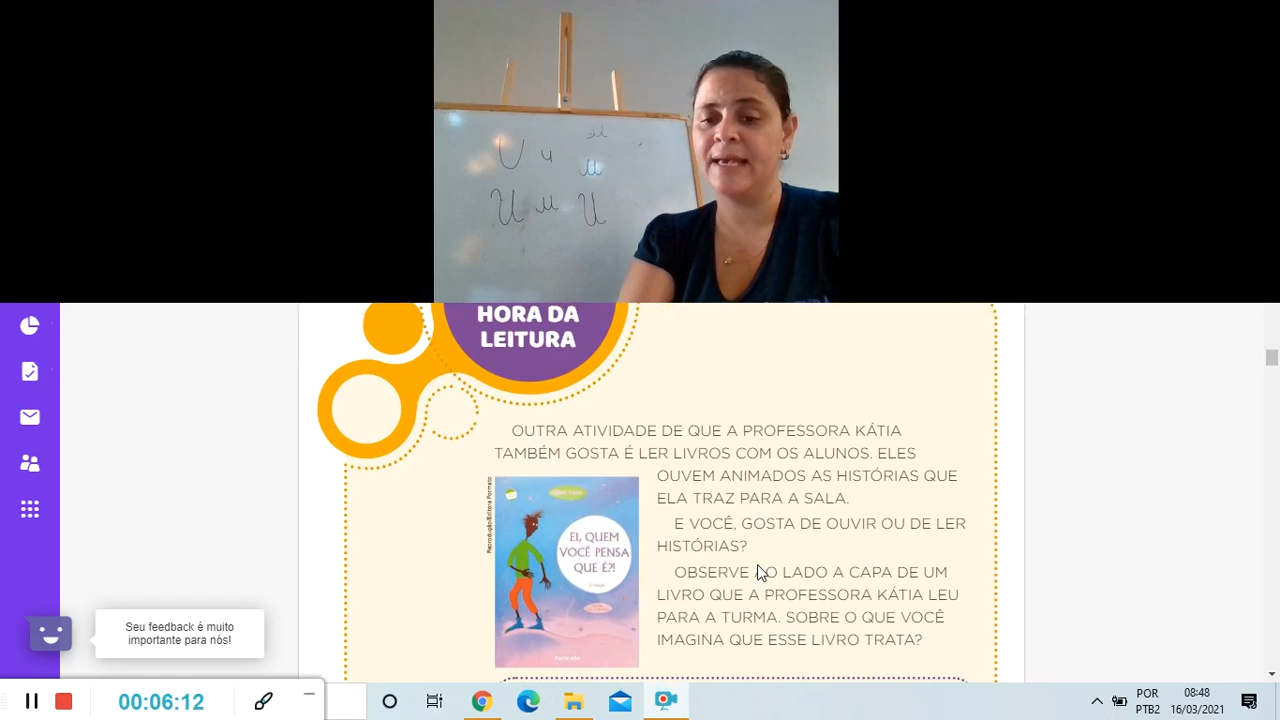 U u u
u
U u U
HORA DA
LEITURA
OUTRA ATIVIDADE DE QUE A PROFESSORA KÁTIA
TAMBÉM GOSTA É LER LIVROS COM OS ALUNOS. ELES
OUVEM ANIMADOS AS HISTÓRIAS QUE
ELA TRAZ PARA A SALA.
E VOCÊ, GOSTA DE OUVIR OU DE LER
HISTÓRIAS?
OBSERVE AO LADO A CAPA DE UM
LIVRO QUE A PROFESSORA KÁTIA LEU
PARA A TURMA. SOBRE O QUE VOCÊ
IMAGINA QUE ESSE LIVRO TRATA?
Reprodução/Editora Formato
EI, QUEM
VOCÊ PENSA
QUE É?!
Formato
Seu feedback é muito
importante para nós!
00:06:12
POR
PTB2
08:48
16/03/2021